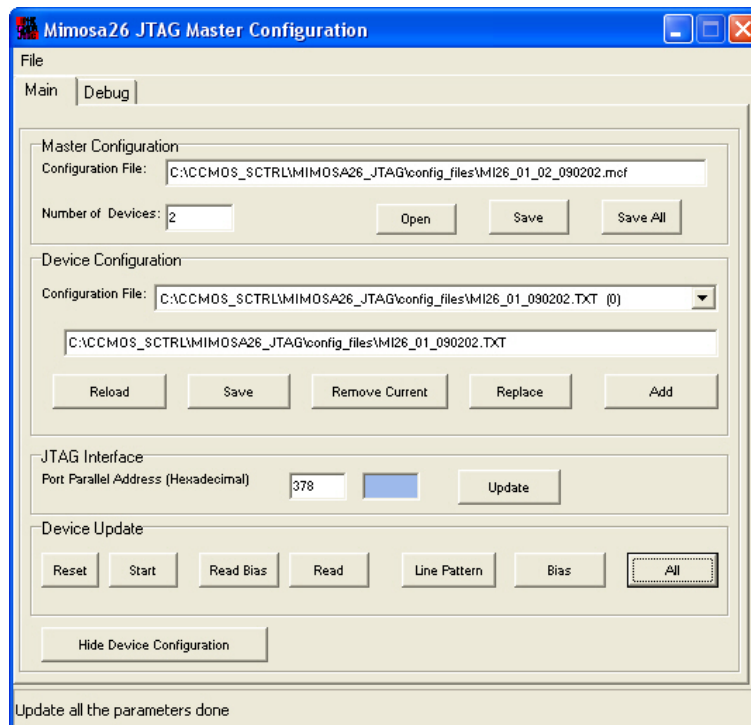 Mimosa26 JTAG Master Configuration
File
Main Debug
Master Configuration
Configuration File: C:\CCMOS_SCTRL\MIMOSA26_JTAG\config_files\MI26_01_02_090202.mcf
Number of Devices: 2 Open Save Save All
Device Configuration
Configuration File: C:\CCMOS_SCTRL\MIMOSA26_JTAG\config_files\MI26_01_090202.TXT (0)
C:\CCMOS_SCTRL\MIMOSA26_JTAG\config_files\MI26_01_090202.TXT
Reload Save Remove Current Replace Add
JTAG Interface
Port Parallel Address (Hexadecimal) 378 Update
Device Update
Reset Start Read Bias Read Line Pattern Bias All
Hide Device Configuration
Update all the parameters done